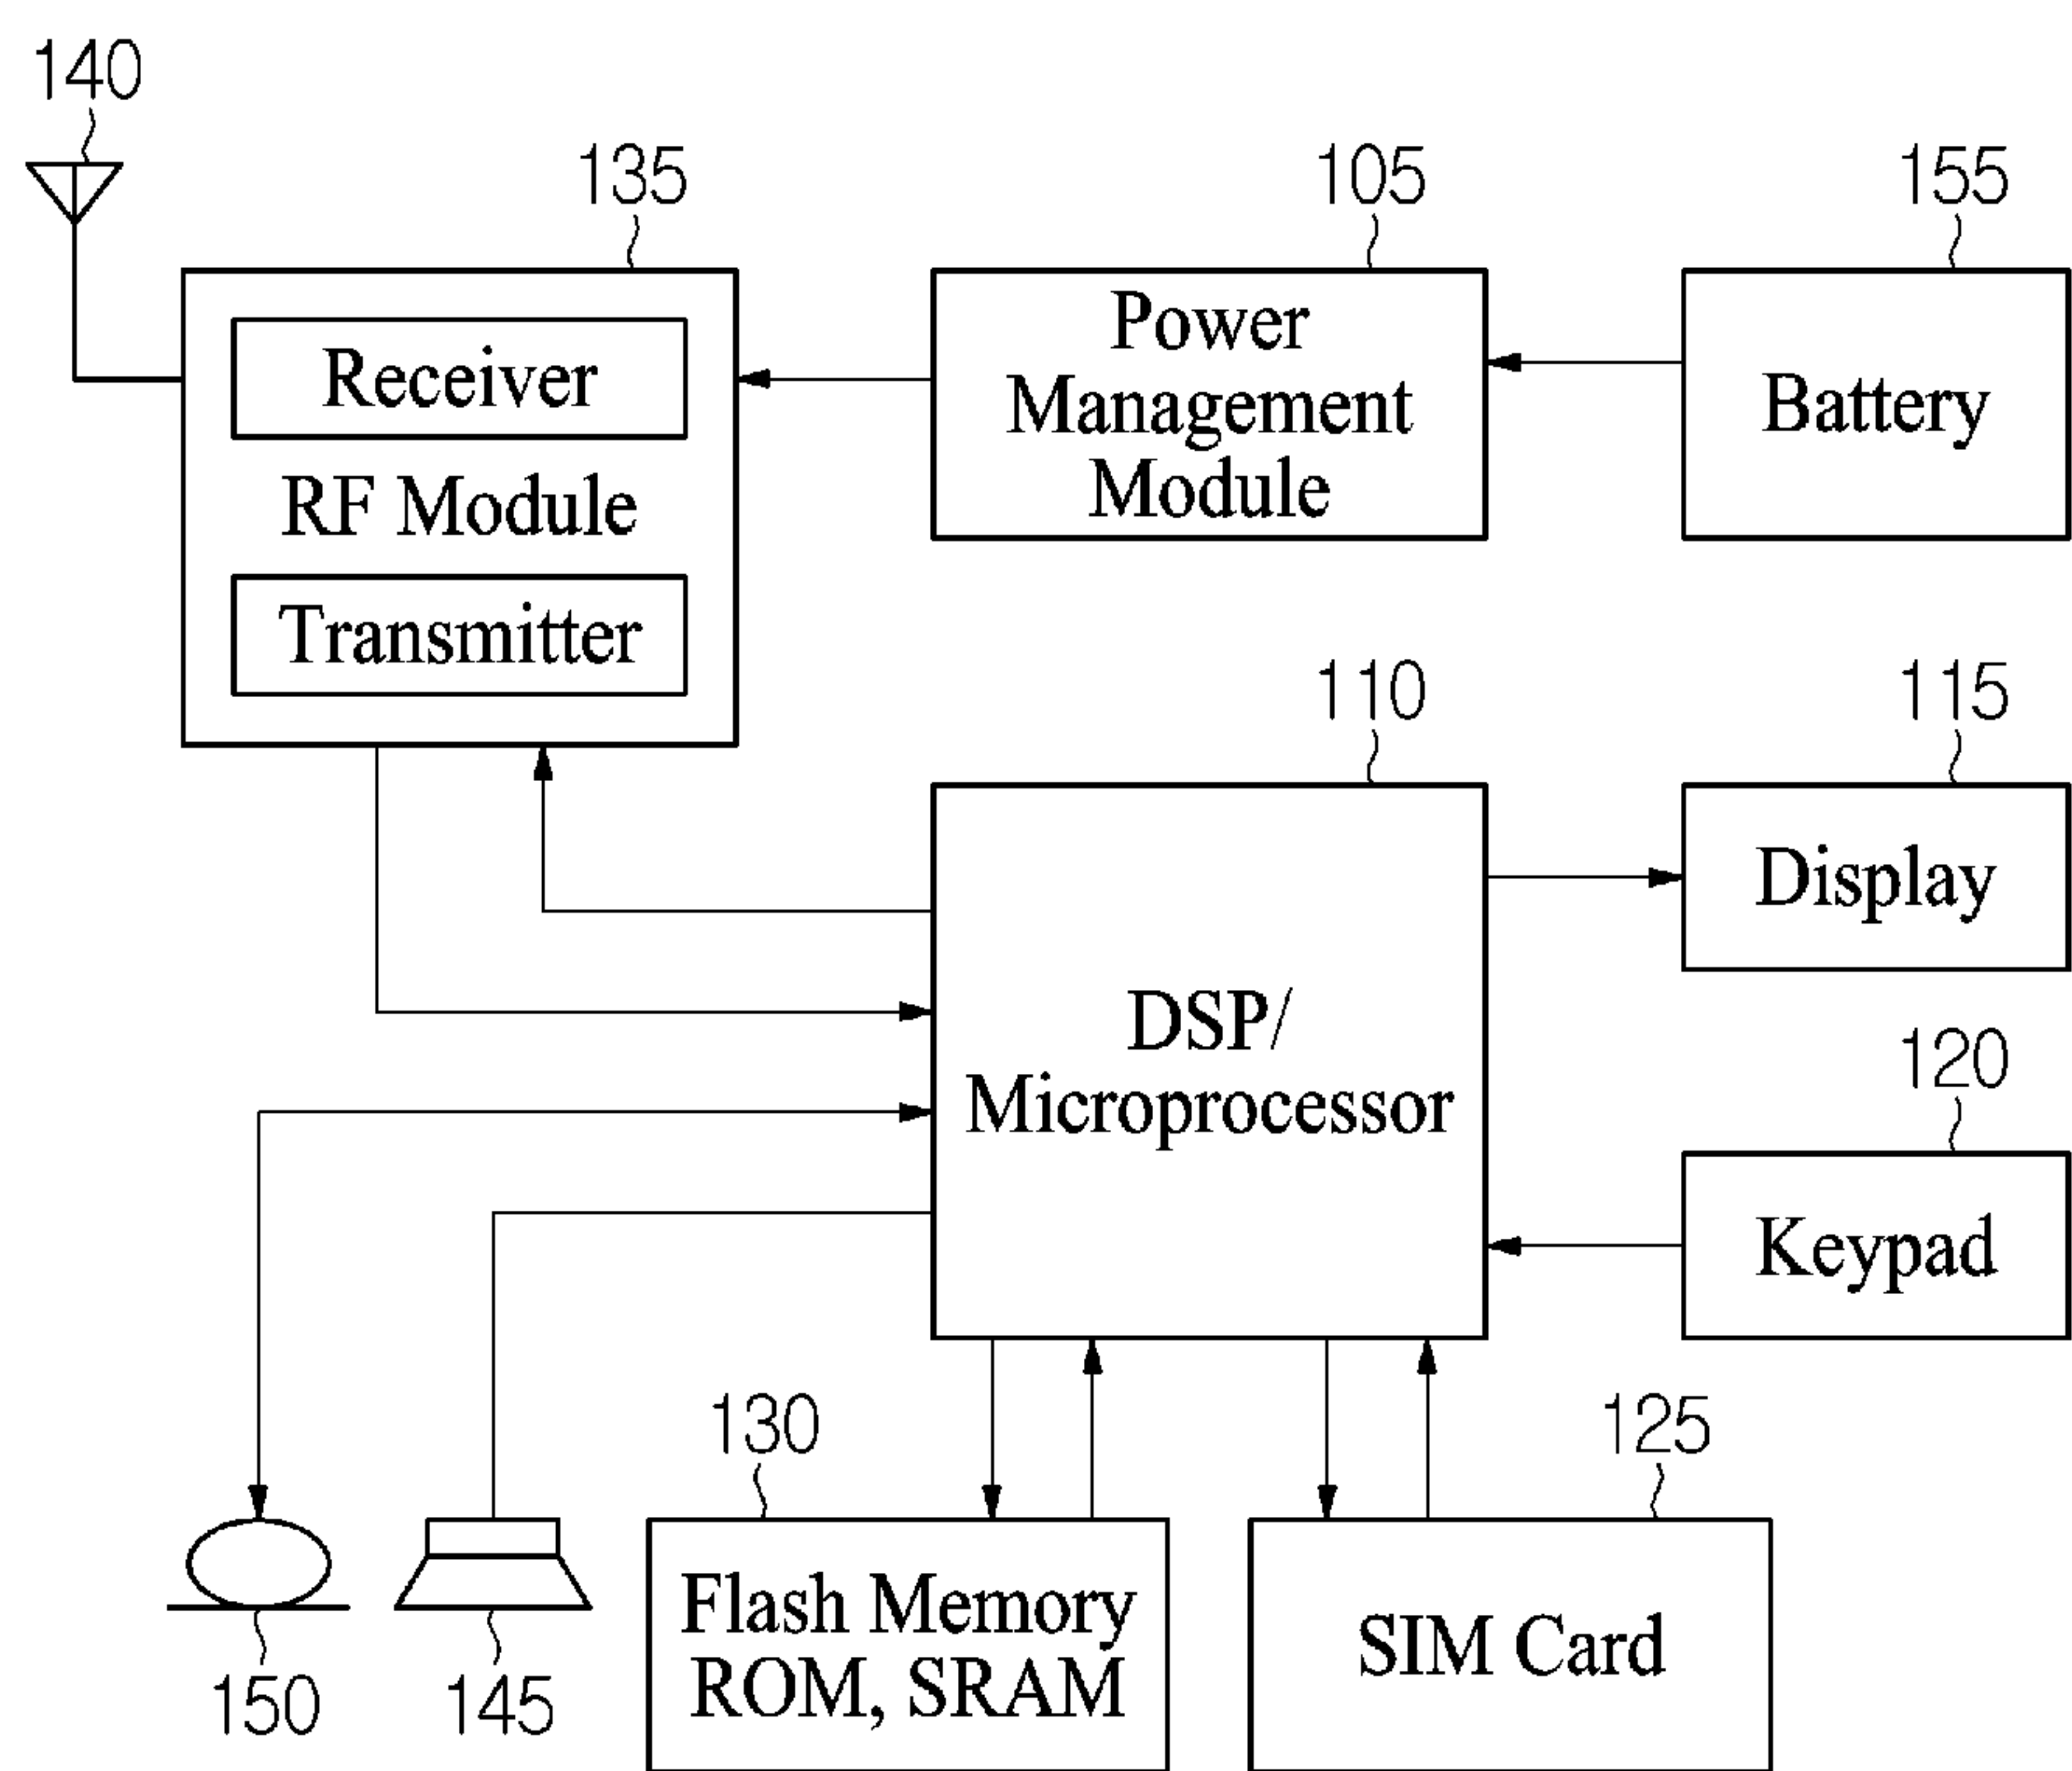 140
135
105
155
Receiver
RF Module
Transmitter
Power
Management
Module
Battery
110
115
DSP/
Microprocessor
Display
120
Keypad
130
125
Flash Memory
ROM, SRAM
SIM Card
150
145